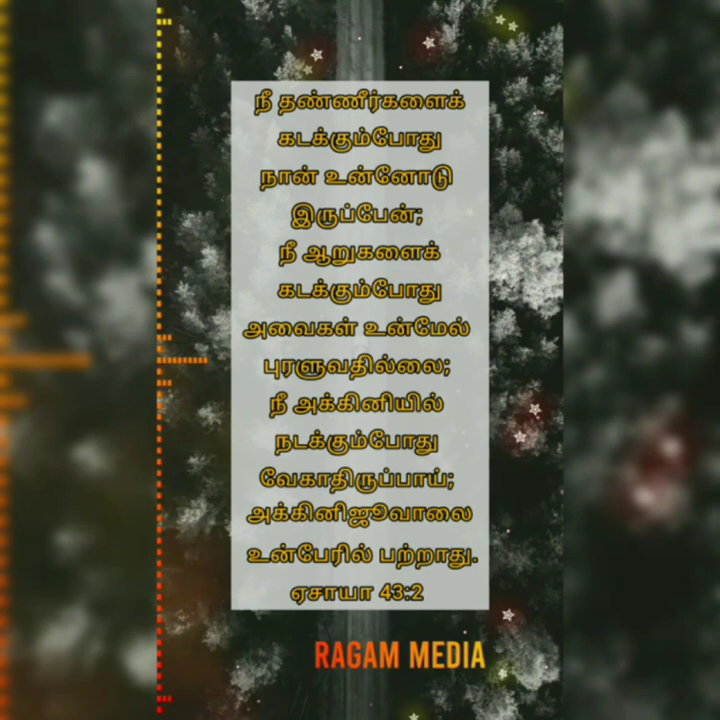 நீ தண்ணீர்களைக்
கடக்கும்போது
நான் உன்னோடு
இருப்பேன்;
நீ ஆறுகளைக்
கடக்கும்போது
அவைகள் உன்மேல்
புரளுவதில்லை;
நீ அக்கினியில்
நடக்கும்போது
வேகாதிருப்பாய்;
அக்கினிஜூவாலை
உன்பேரில் பற்றாது.
ஏசாயா 43:2
RAGAM MEDIA